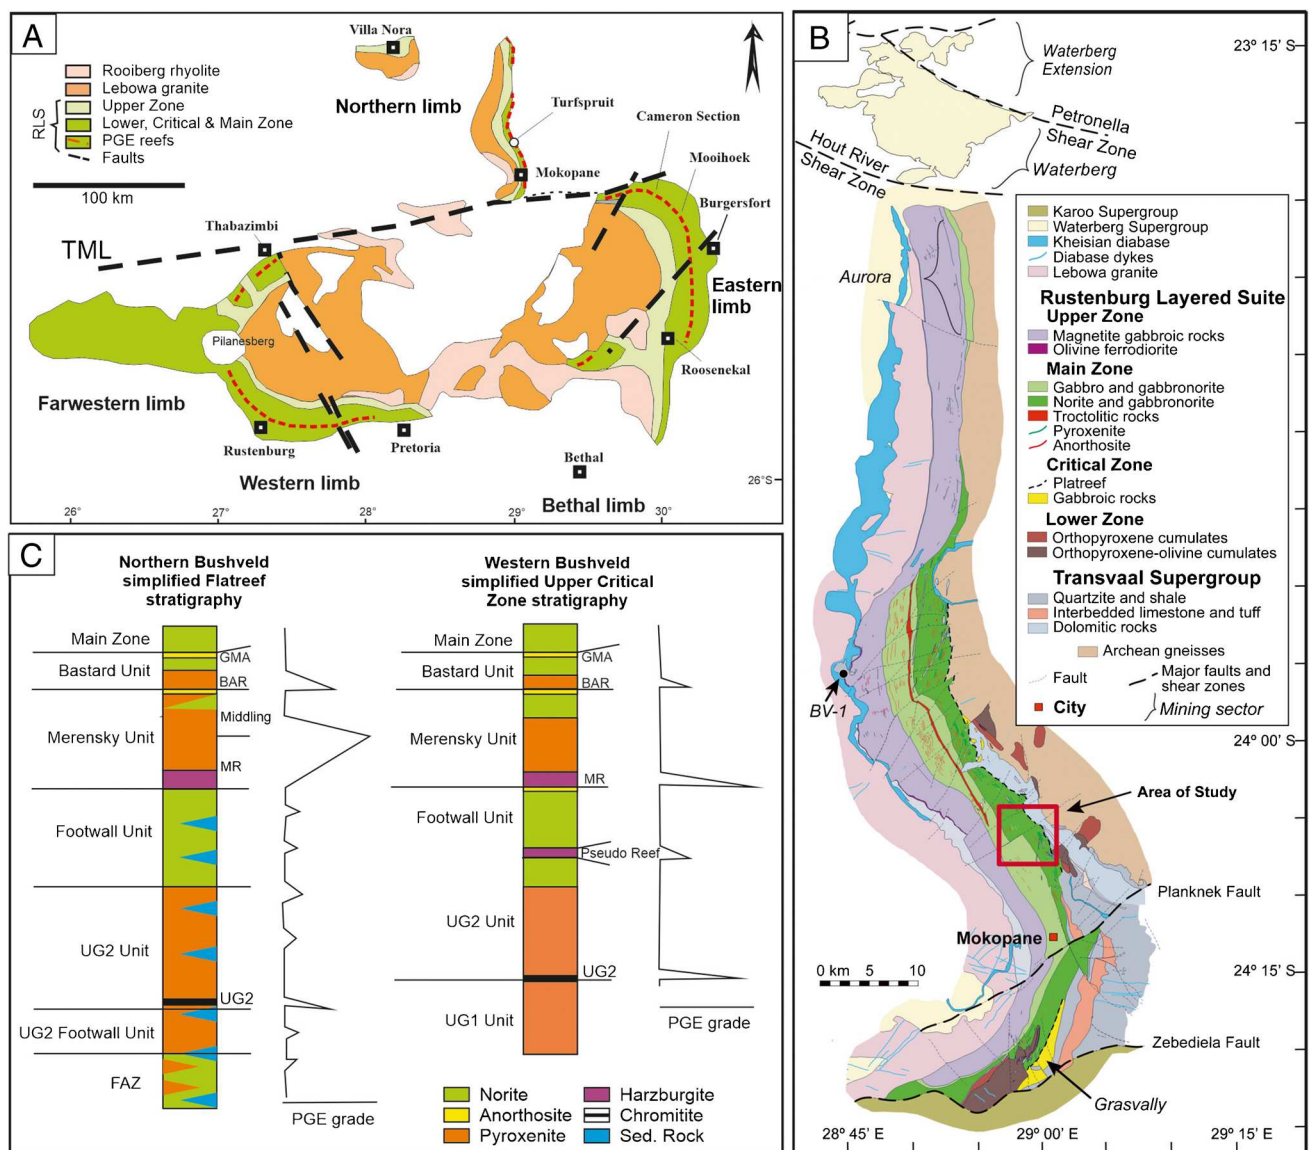 A
Rooiberg rhyolite
Lebowa granite
Upper Zone
Lower, Critical & Main Zone
PGE reefs
Faults
RLS
100 km
Villa Nora
Northern limb
Turfspruit
Cameron Section
Mooihoek
Mokopane
Burgersfort
Thabazimbi
TML
Eastern
limb
Pilanesberg
Roosenekal
Farwestern limb
Rustenburg
Pretoria
Western limb
Bethal
Bethal limb
26°S
26°
27°
28°
29°
30°
B
23º 15' S
Waterberg
Extension
Petronella
Shear Zone
Hout River
Shear Zone
Waterberg
Aurora
Karoo Supergroup
Waterberg Supergroup
Kheisian diabase
Diabase dykes
Lebowa granite
Rustenburg Layered Suite
Upper Zone
Magnetite gabbroic rocks
Olivine ferrodiorite
Main Zone
Gabbro and gabbronorite
Norite and gabbronorite
Troctolitic rocks
Pyroxenite
Anorthosite
Critical Zone
Platreef
Gabbroic rocks
Lower Zone
Orthopyroxene cumulates
Orthopyroxene-olivine cumulates
Transvaal Supergroup
Quartzite and shale
Interbedded limestone and tuff
Dolomitic rocks
Archean gneisses
Fault
Major faults and
shear zones
City
Mining sector
BV-1
24º 00' S
Area of Study
Planknek Fault
Mokopane
0 km 5 10
24º 15' S
Zebediela Fault
Grasvally
28º 45' E
29º 00' E
29º 15' E
C
Northern Bushveld
simplified Flatreef
stratigraphy
Main Zone
GMA
Bastard Unit
BAR
Middling
Merensky Unit
MR
Footwall Unit
UG2 Unit
UG2
UG2 Footwall Unit
FAZ
PGE grade
Western Bushveld
simplified Upper Critical
Zone stratigraphy
Main Zone
GMA
Bastard Unit
BAR
Merensky Unit
MR
Footwall Unit
Pseudo Reef
UG2 Unit
UG2
UG1 Unit
PGE grade
Norite
Anorthosite
Pyroxenite
Harzburgite
Chromitite
Sed. Rock